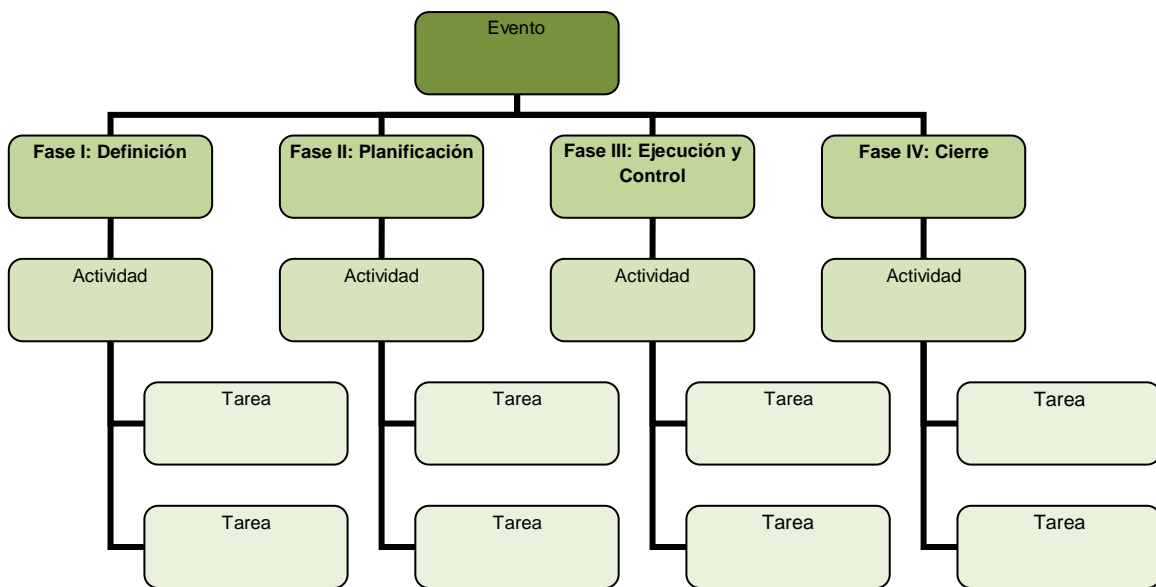 Evento
Fase I: Definición
Fase II: Planificación
Fase III: Ejecución y
Control
Fase IV: Cierre
Actividad
Actividad
Actividad
Actividad
Tarea
Tarea
Tarea
Tarea
Tarea
Tarea
Tarea
Tarea